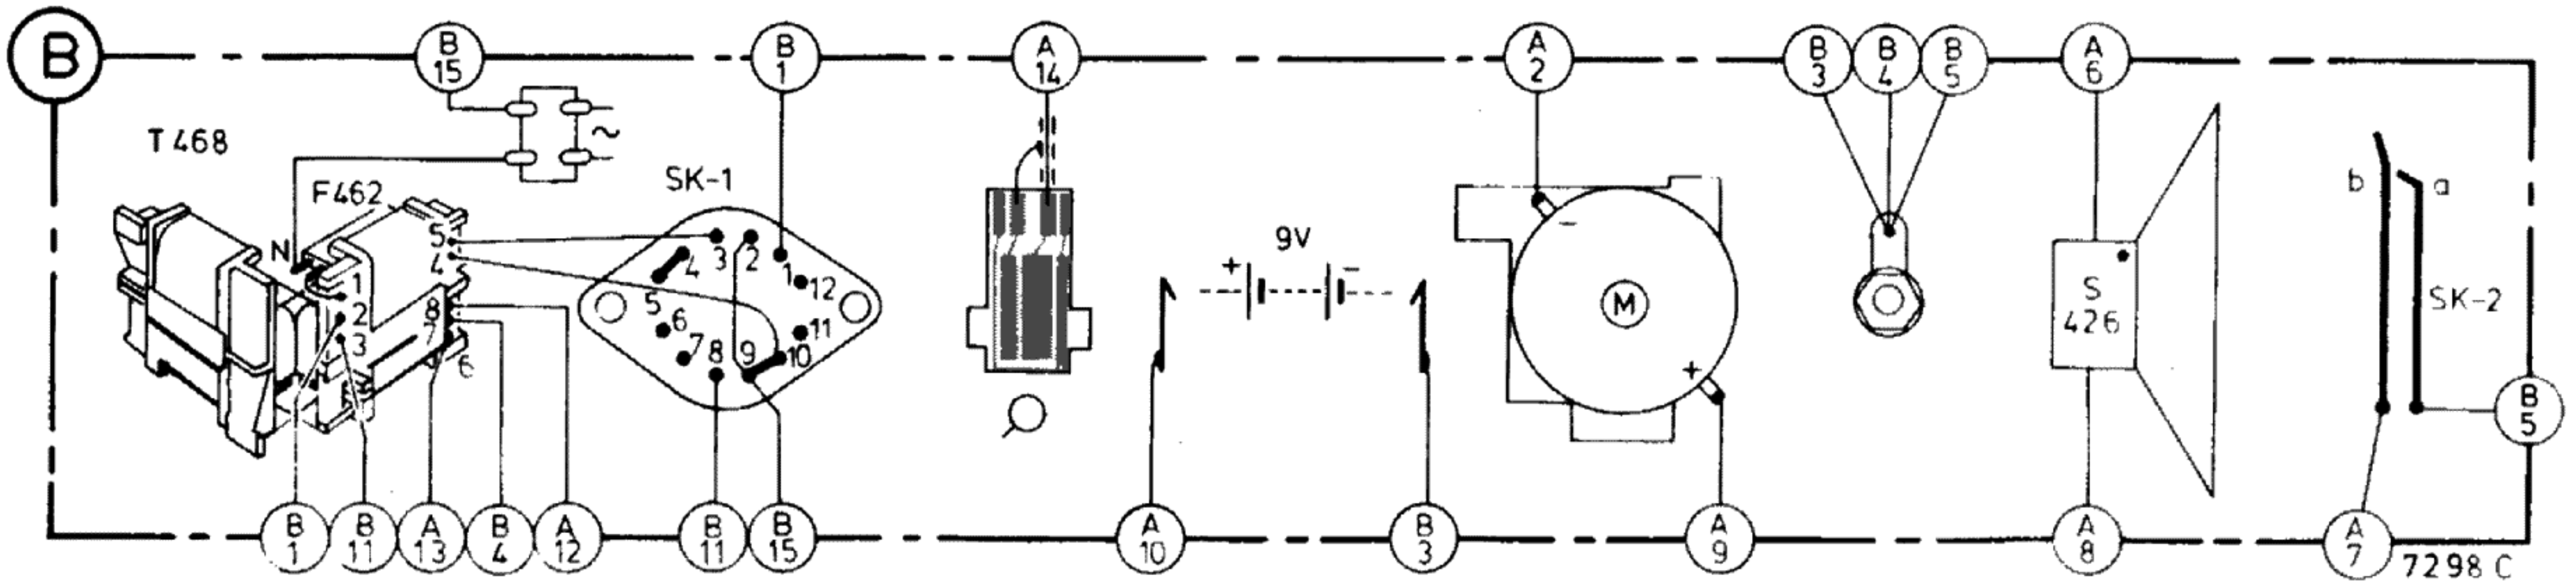 B
B 15
B 1
A 14
A 2
B 3
B 4
B 5
A 6
T 468
~
F462
SK-1
N
5
4
1
2
3
8
7
6
3
2
1
12
4
5
6
7
8
9
10
11
+ 9V -
-
M
+
S 426
b
a
SK-2
B 5
B 1
B 11
A 13
B 4
A 12
B 11
B 15
A 10
B 3
A 9
A 8
A 7
7298 C